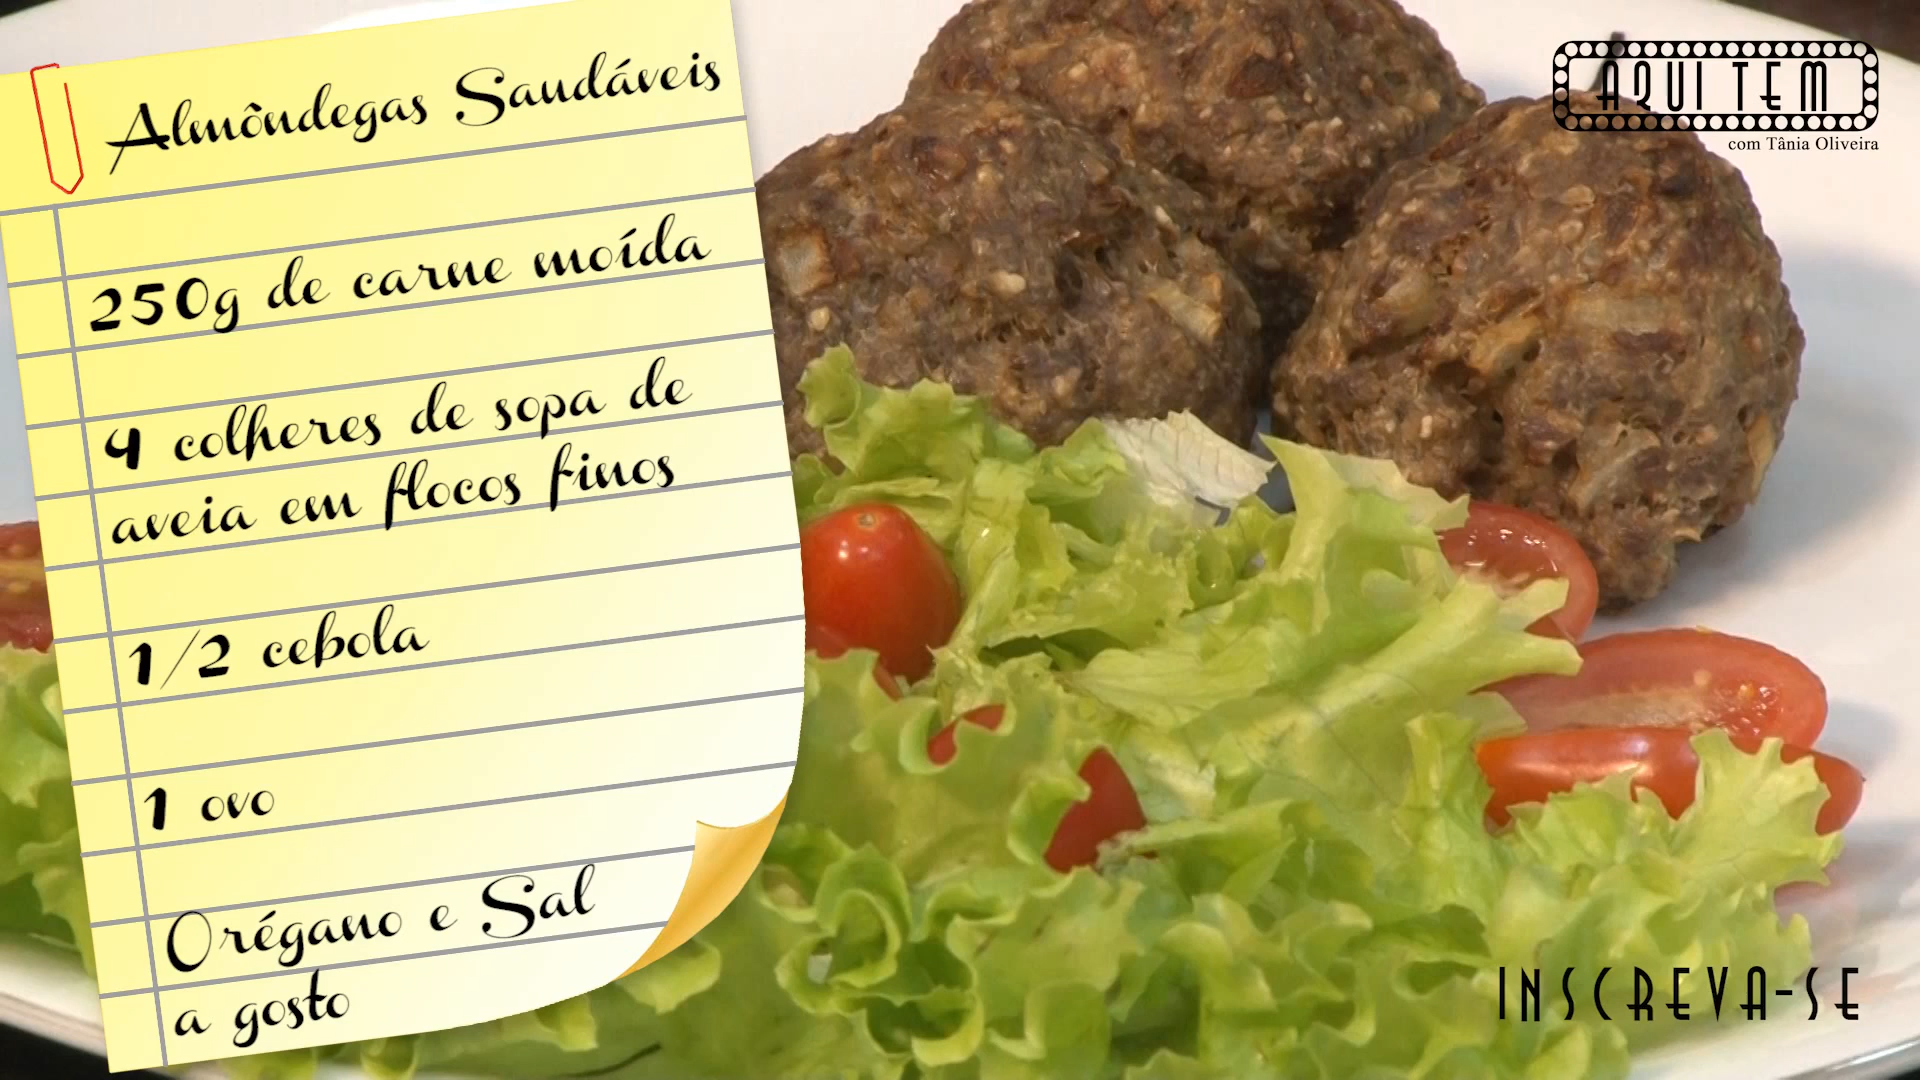 Almôndegas Saudáveis
250g de carne moída
4 colheres de sopa de
aveia em flocos finos
1/2 cebola
1 ovo
Orégano e Sal
a gosto
AQUI TEM
com Tânia Oliveira
INSCREVA-SE